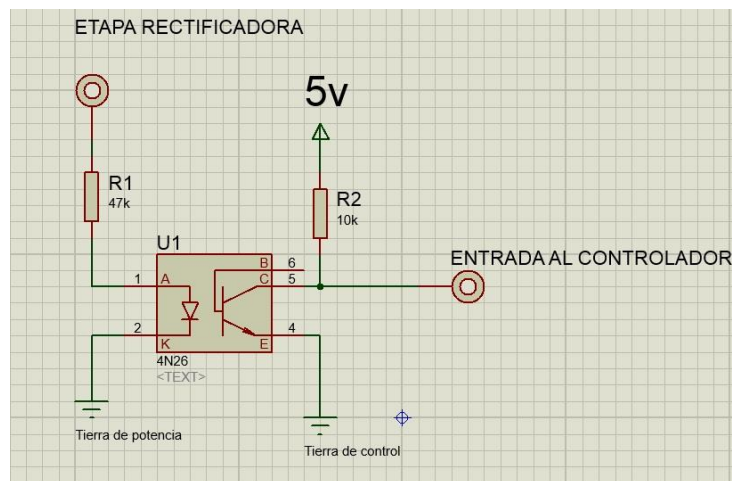 ETAPA RECTIFICADORA
5v
R1
47k
R2
10k
U1
ENTRADA AL CONTROLADOR
1
A
B
6
C
5
2
K
E
4
4N26
<TEXT>
Tierra de potencia
Tierra de control